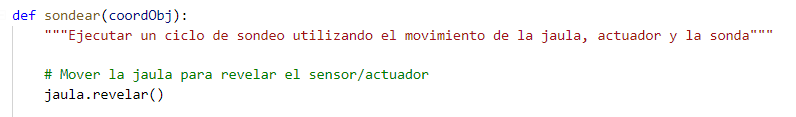 def sondear(coordObj):
"""Ejecutar un ciclo de sondeo utilizando el movimiento de la jaula, actuador y la sonda"""
# Mover la jaula para revelar el sensor/actuador
jaula.revelar()